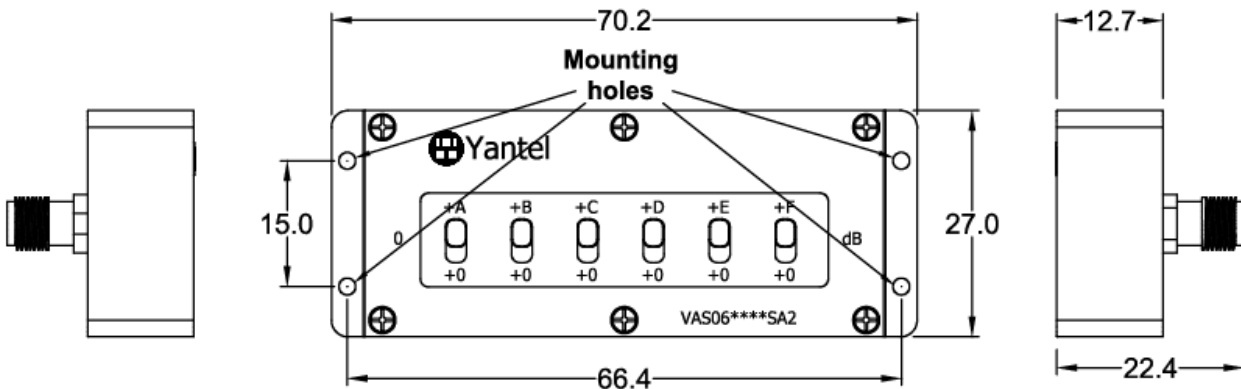 70.2
12.7
Mounting
holes
Yantel
15.0
27.0
+A +B +C +D +E +F
0 dB
+0 +0 +0 +0 +0 +0
VAS06****SA2
66.4
22.4